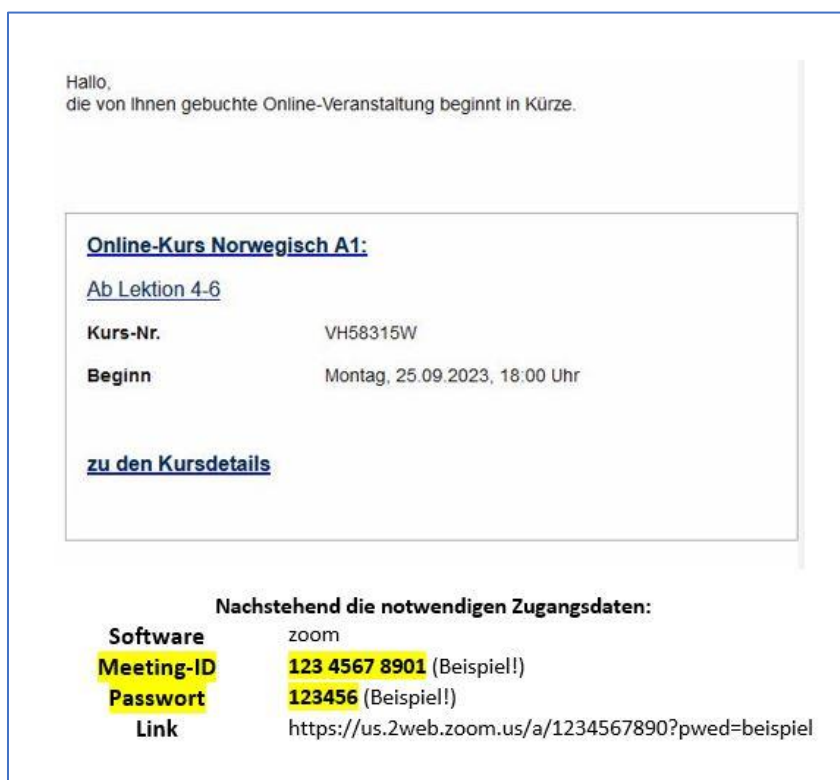 Hallo,
die von Ihnen gebuchte Online-Veranstaltung beginnt in Kürze.
Online-Kurs Norwegisch A1:
Ab Lektion 4-6
Kurs-Nr. VH58315W
Beginn Montag, 25.09.2023, 18:00 Uhr
zu den Kursdetails
Nachstehend die notwendigen Zugangsdaten:
Software zoom
Meeting-ID 123 4567 8901 (Beispiel!)
Passwort 123456 (Beispiel!)
Link https://us.2web.zoom.us/a/1234567890?pwed=beispiel